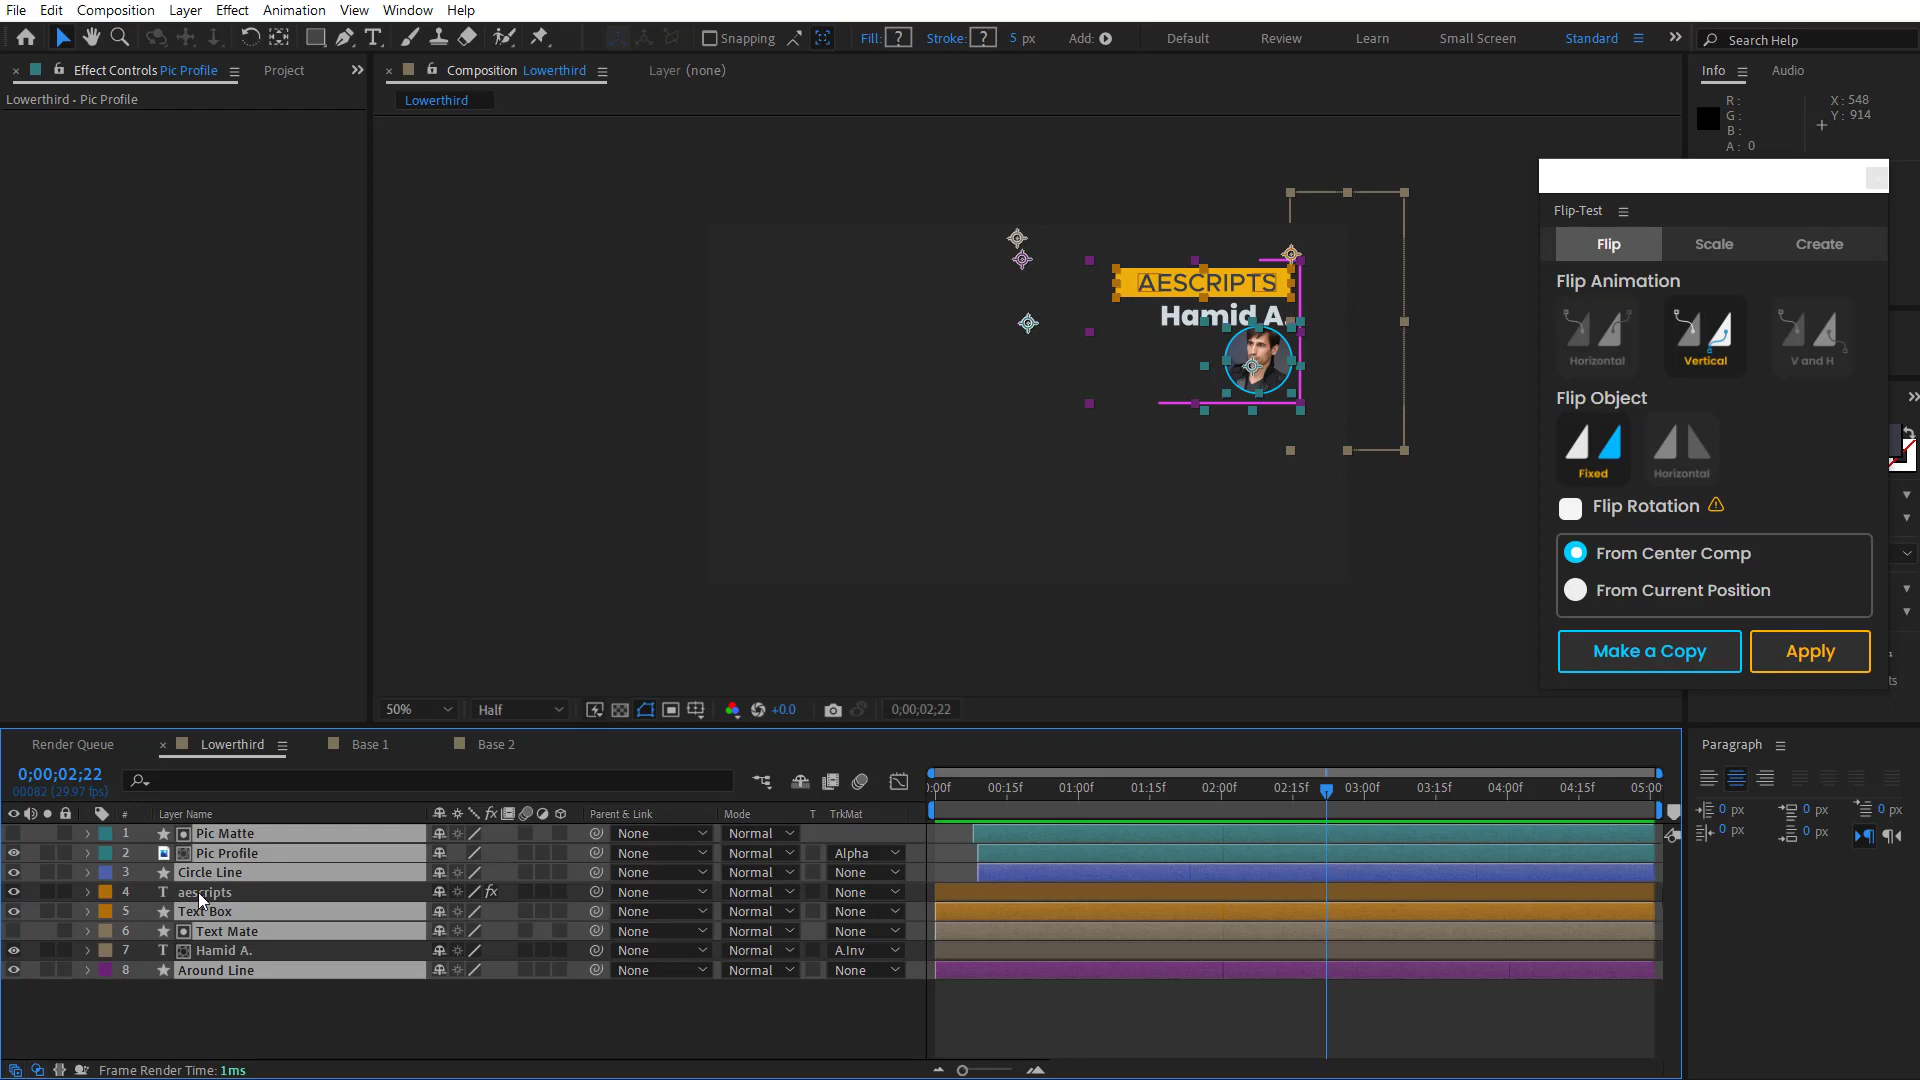 File Edit Composition Layer Effect Animation View Window Help
Snapping Fill: ? Stroke: ? 5 px Add: Default Review Learn Small Screen Standard Search Help
Effect Controls Pic Profile Project
Composition Lowerthird Layer (none)
Info Audio
Lowerthird • Pic Profile
Lowerthird
R: X: 548
G: Y: 914
B:
A: 0
Flip-Test
Flip Scale Create
Flip Animation
Horizontal Vertical V and H
Flip Object
Fixed Horizontal
Flip Rotation
From Center Comp
From Current Position
Make a Copy Apply
AESCRIPTS
Hamid A.
50% Half +0.0 0;00;02;22
Render Queue Lowerthird Base 1 Base 2
Paragraph
0 px 0 px 0 px
0 px 0 px
0;00;02;22
00082 (29.97 fps)
:00f 00:15f 01:00f 01:15f 02:00f 02:15f 03:00f 03:15f 04:00f 04:15f 05:00f
# Layer Name fx Parent & Link Mode T TrkMat
1 Pic Matte None Normal
2 Pic Profile None Normal Alpha
3 Circle Line None Normal None
4 T aescripts fx None Normal None
5 Text Box None Normal None
6 Text Mate None Normal None
7 T Hamid A. None Normal A.Inv
8 Around Line None Normal None
Frame Render Time: 1ms